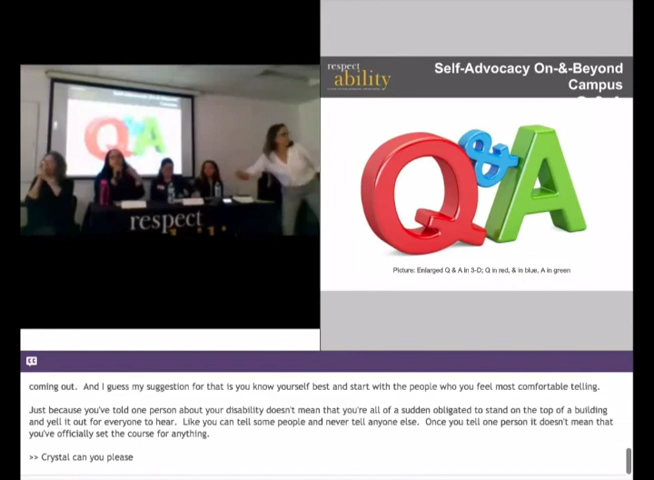 Self-Advocacy On-&-Beyond
Campus
Q&A
respect
respect
ability
Self-Advocacy On-&-Beyond
Campus
Q&A
Picture: Enlarged Q & A in 3-D; Q in red, & in blue, A in green
coming out. And I guess my suggestion for that is you know yourself best and start with the people who you feel most comfortable telling.
Just because you've told one person about your disability doesn't mean that you're all of a sudden obligated to stand on the top of a building
and yell it out for everyone to hear. Like you can tell some people and never tell anyone else. Once you tell one person it doesn't mean that
you've officially set the course for anything.
>> Crystal can you please